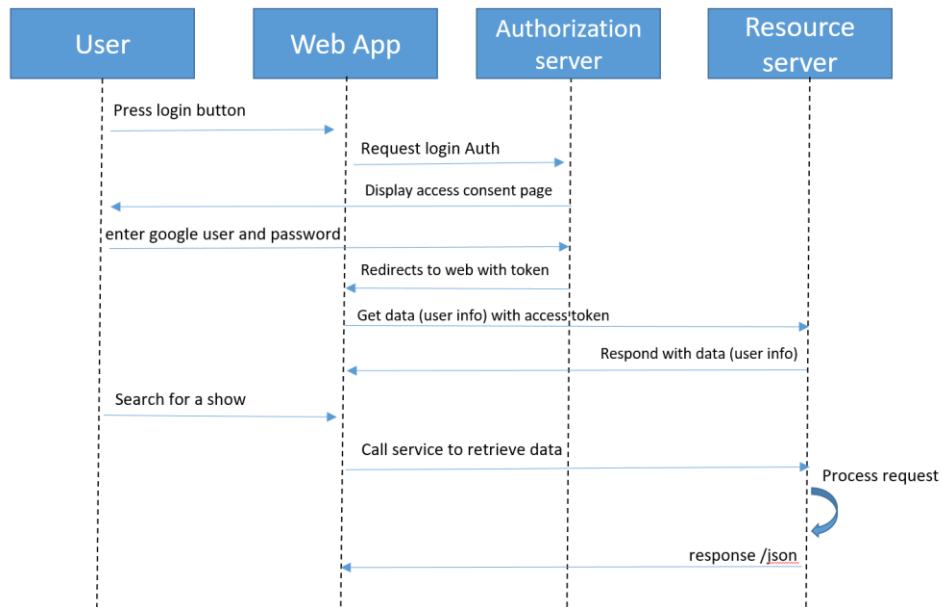 User
Web App
Authorization
server
Resource
server
Press login button
Request login Auth
Display access consent page
enter google user and password
Redirects to web with token
Get data (user info) with access token
Respond with data (user info)
Search for a show
Call service to retrieve data
Process request
response /json